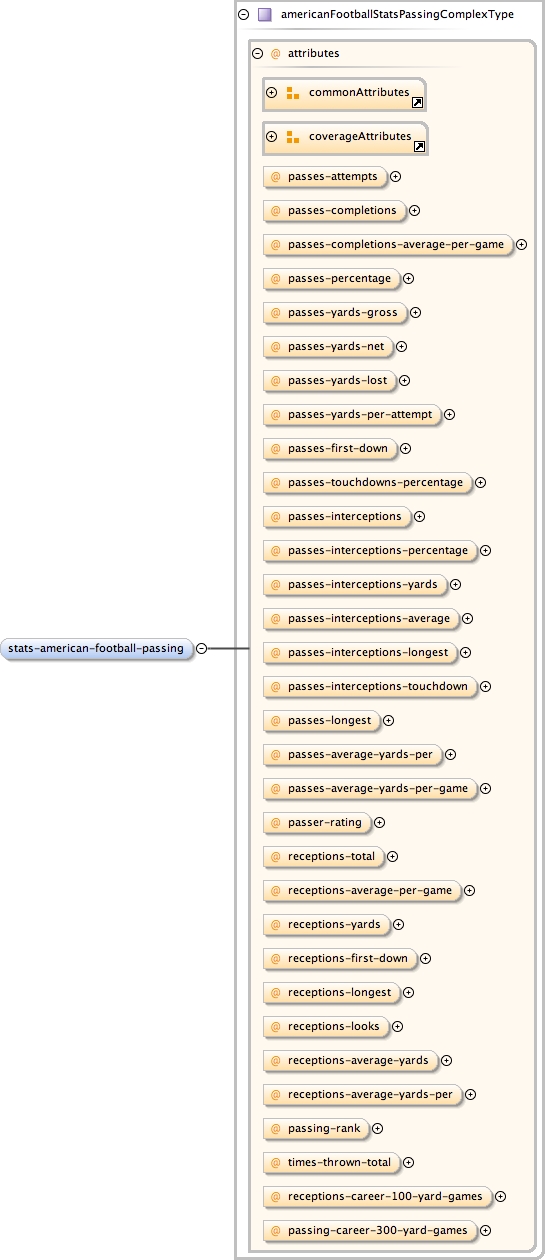 americanFootballStatsPassingComplexType
@ attributes
commonAttributes
coverageAttributes
@ passes-attempts
@ passes-completions
@ passes-completions-average-per-game
@ passes-percentage
@ passes-yards-gross
@ passes-yards-net
@ passes-yards-lost
@ passes-yards-per-attempt
@ passes-first-down
@ passes-touchdowns-percentage
@ passes-interceptions
@ passes-interceptions-percentage
@ passes-interceptions-yards
@ passes-interceptions-average
stats-american-football-passing
@ passes-interceptions-longest
@ passes-interceptions-touchdown
@ passes-longest
@ passes-average-yards-per
@ passes-average-yards-per-game
@ passer-rating
@ receptions-total
@ receptions-average-per-game
@ receptions-yards
@ receptions-first-down
@ receptions-longest
@ receptions-looks
@ receptions-average-yards
@ receptions-average-yards-per
@ passing-rank
@ times-thrown-total
@ receptions-career-100-yard-games
@ passing-career-300-yard-games